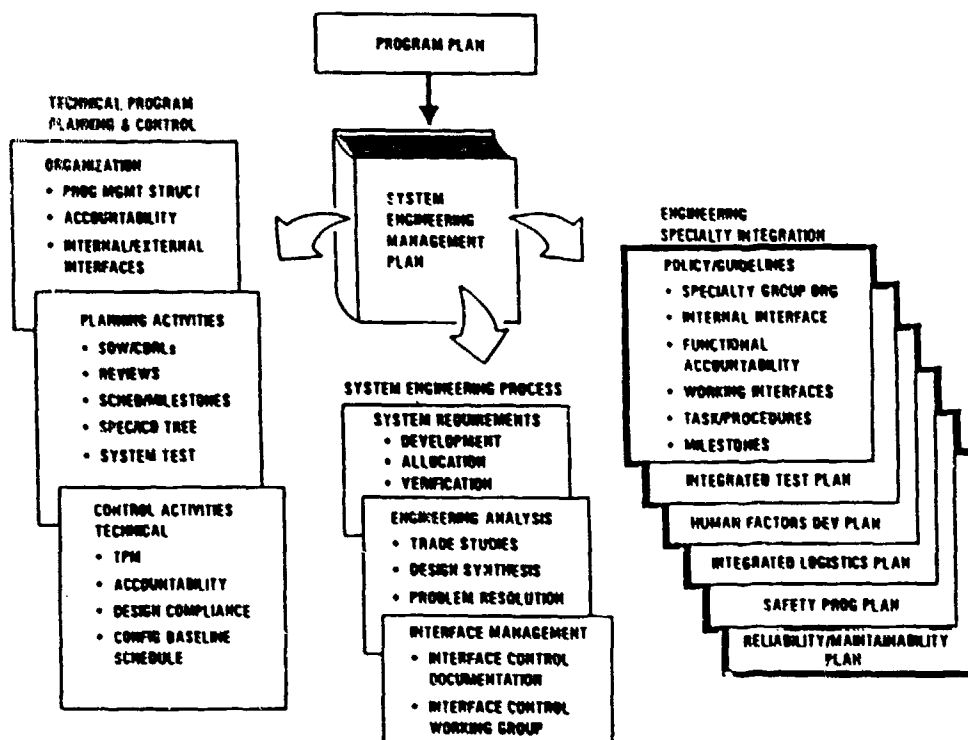 PROGRAM PLAN
TECHNICAL PROGRAM
PLANNING & CONTROL
ORGANIZATION
• PROG MGMT STRUCT
• ACCOUNTABILITY
• INTERNAL/EXTERNAL
INTERFACES
PLANNING ACTIVITIES
• SOW/CDRLs
• REVIEWS
• SCHED/MILESTONES
• SPEC/ICD TREE
• SYSTEM TEST
CONTROL ACTIVITIES
TECHNICAL
• TPM
• ACCOUNTABILITY
• DESIGN COMPLIANCE
• CONFIG BASELINE
SCHEDULE
SYSTEM
ENGINEERING
MANAGEMENT
PLAN
SYSTEM ENGINEERING PROCESS
SYSTEM REQUIREMENTS
• DEVELOPMENT
• ALLOCATION
• VERIFICATION
ENGINEERING ANALYSIS
• TRADE STUDIES
• DESIGN SYNTHESIS
• PROBLEM RESOLUTION
INTERFACE MANAGEMENT
• INTERFACE CONTROL
DOCUMENTATION
• INTERFACE CONTROL
WORKING GROUP
ENGINEERING
SPECIALTY INTEGRATION
POLICY/GUIDELINES
• SPECIALTY GROUP ORG
• INTERNAL INTERFACE
• FUNCTIONAL
ACCOUNTABILITY
• WORKING INTERFACES
• TASK/PROCEDURES
• MILESTONES
INTEGRATED TEST PLAN
HUMAN FACTORS DEV PLAN
INTEGRATED LOGISTICS PLAN
SAFETY PROG PLAN
RELIABILITY/MAINTAINABILITY
PLAN